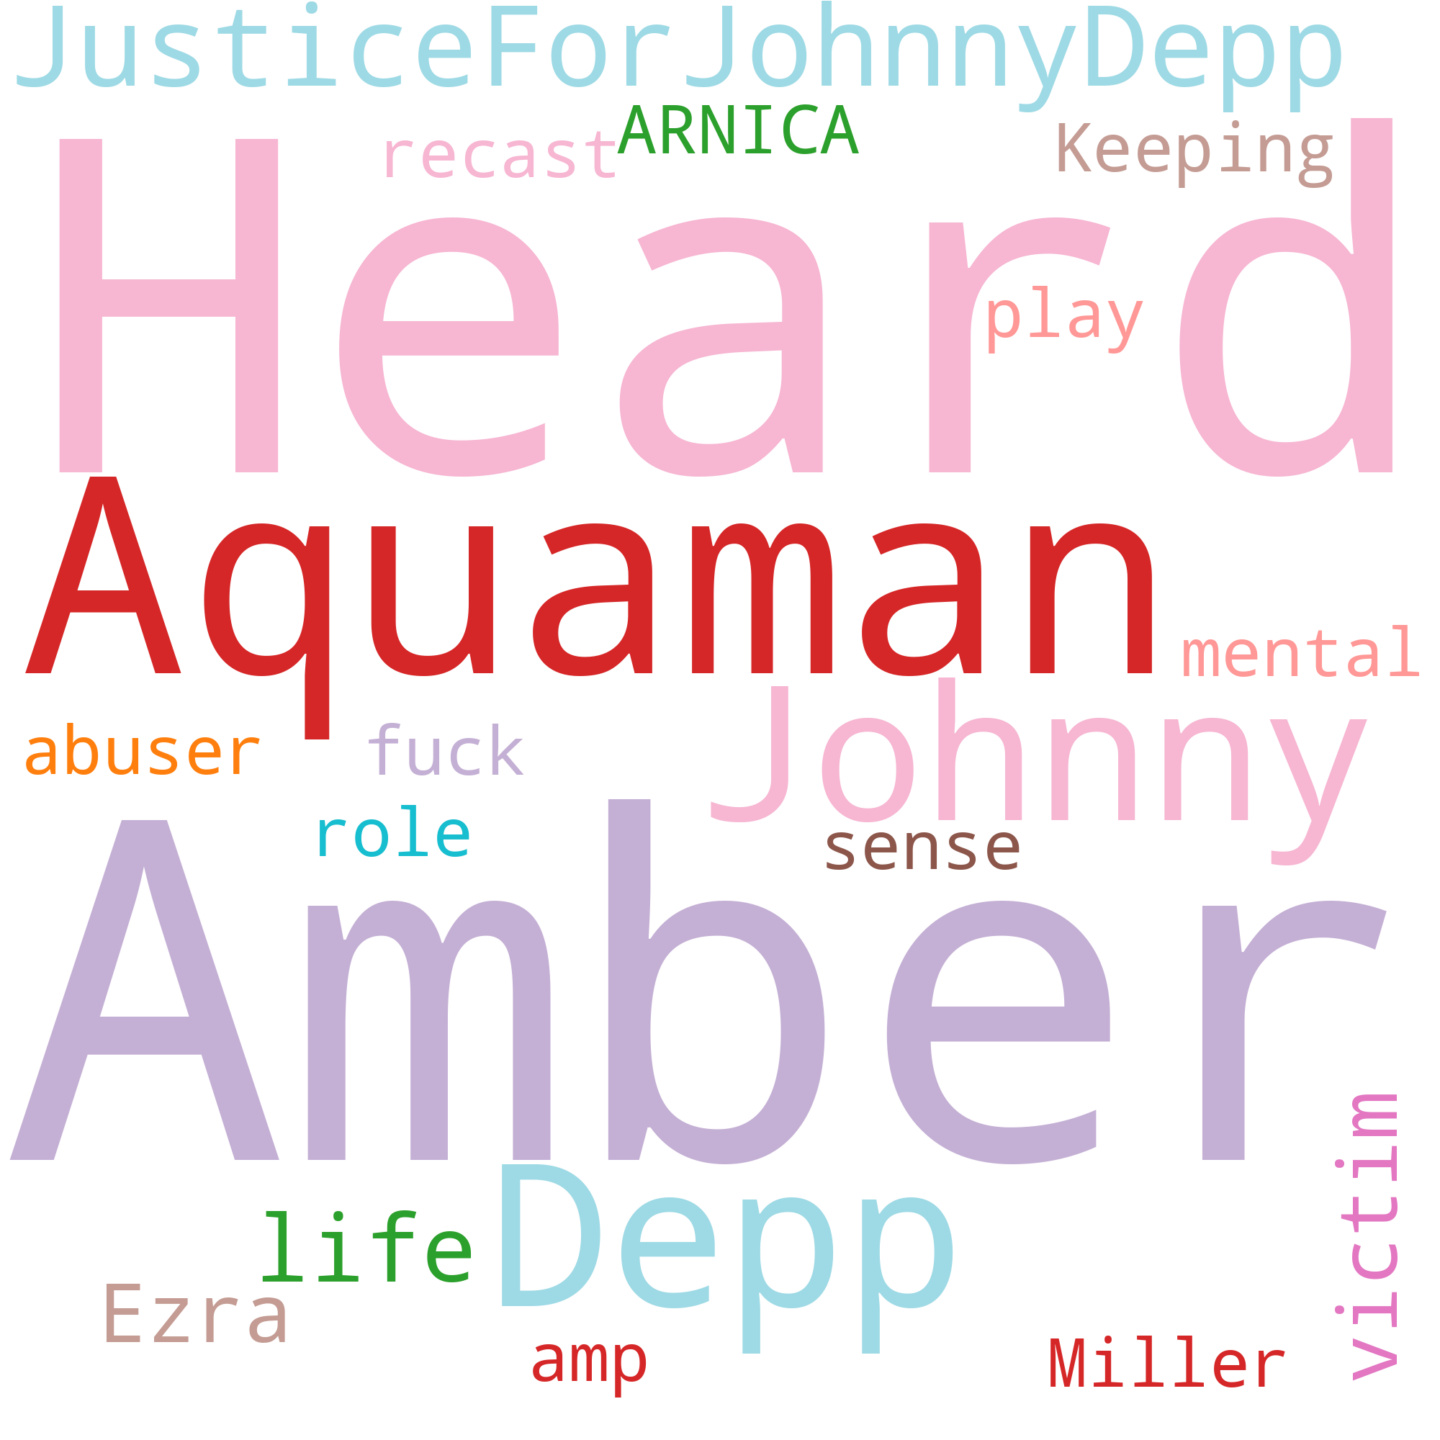 JusticeForJohnnyDepp
ARNICA
recast
Keeping
Heard
play
Aquaman
mental
Johnny
abuser
fuck
role
sense
Amber
victim
Depp
life
Ezra
amp
Miller